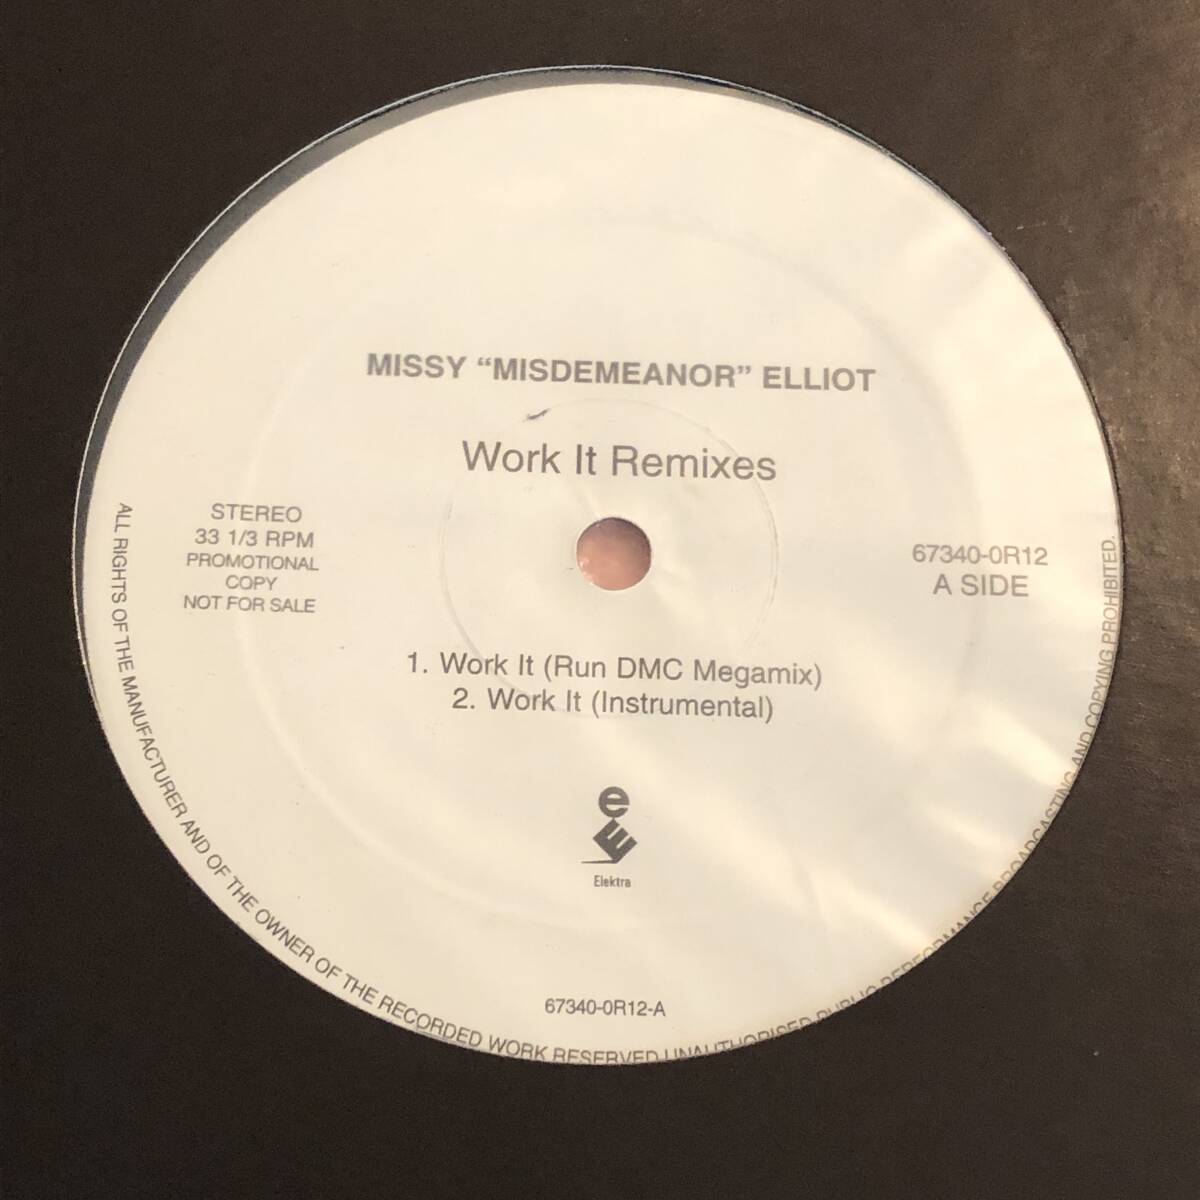 MISSY “MISDEMEANOR” ELLIOT
Work It Remixes
STEREO
33 1/3 RPM
PROMOTIONAL
COPY
NOT FOR SALE
67340-0R12
A SIDE
1. Work It (Run DMC Megamix)
2. Work It (Instrumental)
e
Elektra
67340-0R12-A
ALL RIGHTS OF THE MANUFACTURER AND OF THE OWNER OF THE RECORDED WORK RESERVED UNAUTHORISED PUBLIC PERFORMANCE BROADCASTING AND COPYING PROHIBITED.